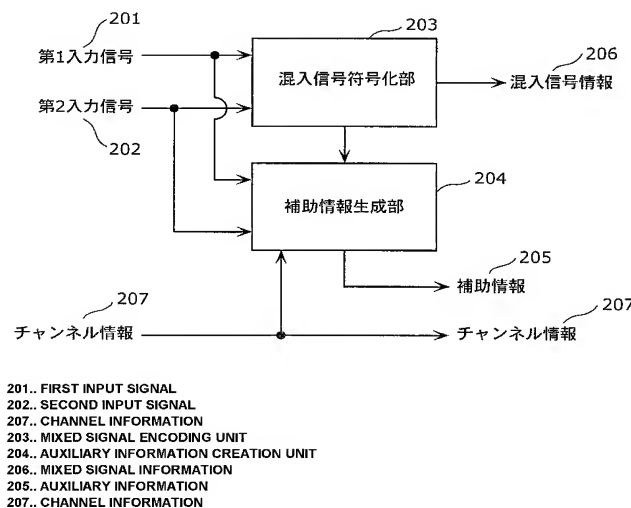 201
203
第1入力信号
混入信号符号化部
206
混入信号情報
第2入力信号
202
204
補助情報生成部
205
補助情報
207
チャンネル情報
207
チャンネル情報
201.. FIRST INPUT SIGNAL
202.. SECOND INPUT SIGNAL
207.. CHANNEL INFORMATION
203.. MIXED SIGNAL ENCODING UNIT
204.. AUXILIARY INFORMATION CREATION UNIT
206.. MIXED SIGNAL INFORMATION
205.. AUXILIARY INFORMATION
207.. CHANNEL INFORMATION